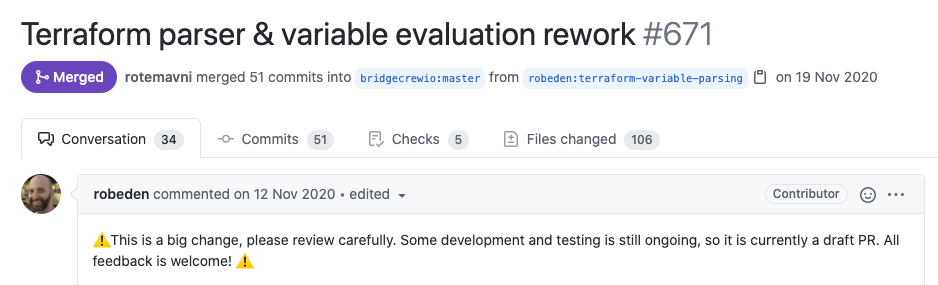 Terraform parser & variable evaluation rework #671
Merged rotemavni merged 51 commits into bridgecrewio:master from robeden:terraform-variable-parsing on 19 Nov 2020
Conversation 34 Commits 51 Checks 5 Files changed 106
robeden commented on 12 Nov 2020 • edited Contributor
⚠️This is a big change, please review carefully. Some development and testing is still ongoing, so it is currently a draft PR. All
feedback is welcome! ⚠️